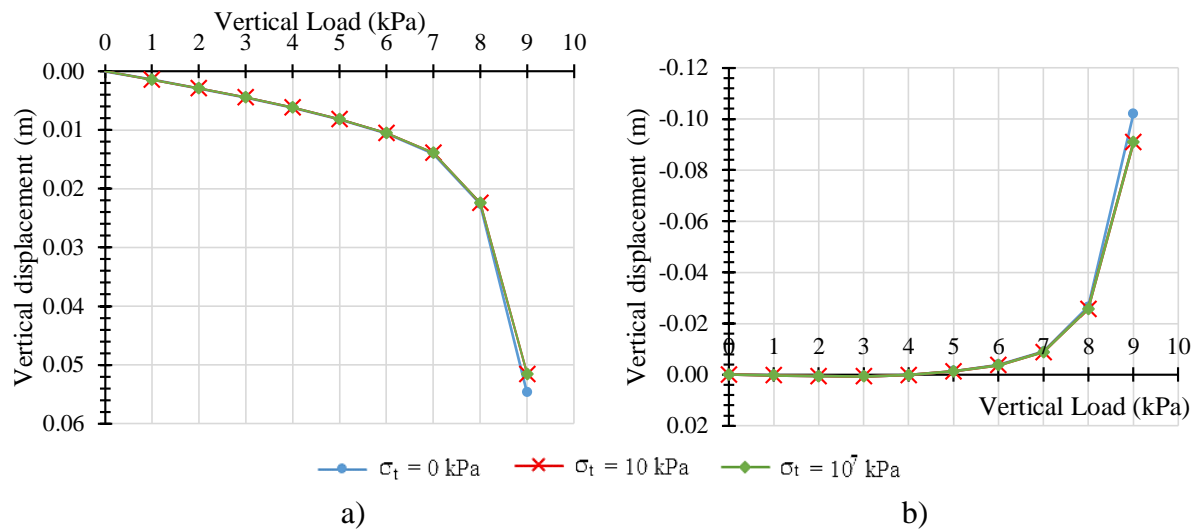 Vertical Load (kPa)
0 1 2 3 4 5 6 7 8 9 10
0.00
0.01
0.02
0.03
0.04
0.05
0.06
Vertical displacement (m)
-0.12
-0.10
-0.08
-0.06
-0.04
-0.02
0.00
0.02
Vertical displacement (m)
0 1 2 3 4 5 6 7 8 9 10
Vertical Load (kPa)
σt = 0 kPa
σt = 10 kPa
σt = 10⁷ kPa
a)
b)